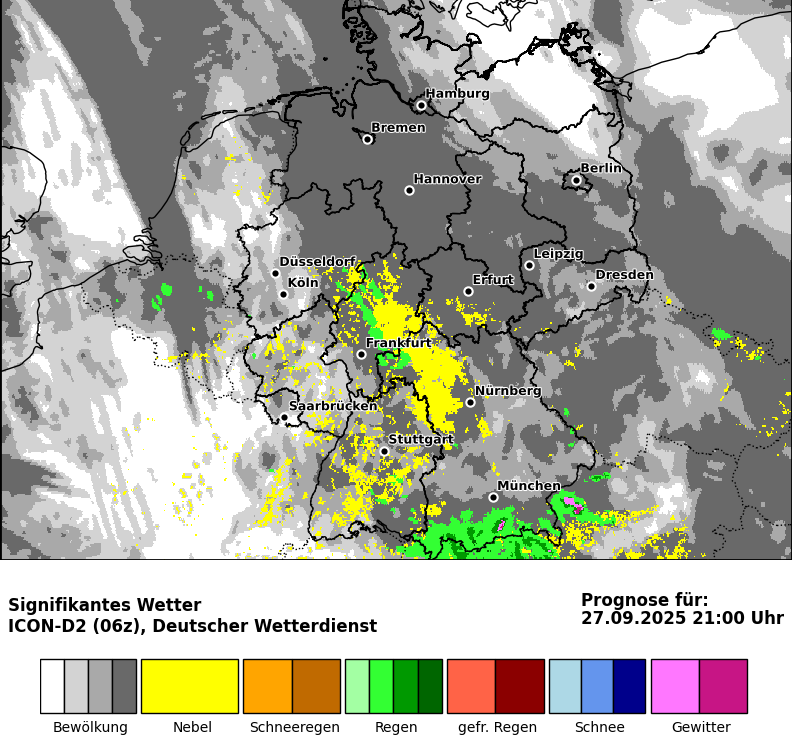 Hamburg
Bremen
Berlin
Hannover
Leipzig
Düsseldorf
Dresden
Erfurt
Köln
Frankfurt
Nürnberg
Saarbrücken
Stuttgart
München
Signifikantes Wetter
ICON-D2 (06z), Deutscher Wetterdienst
Prognose für:
27.09.2025 21:00 Uhr
Bewölkung Nebel Schneeregen Regen gefr. Regen Schnee Gewitter